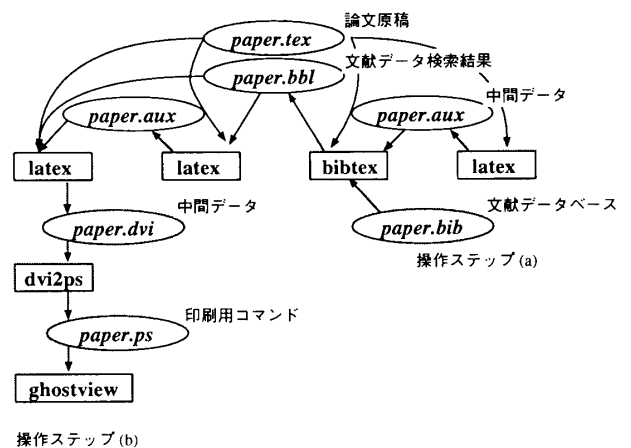 論文原稿
paper.tex
文献データ検索結果
paper.bbl
中間データ
paper.aux
paper.aux
latex
latex
bibtex
latex
中間データ
文献データベース
paper.dvi
paper.bib
操作ステップ(a)
dvi2ps
印刷用コマンド
paper.ps
ghostview
操作ステップ(b)